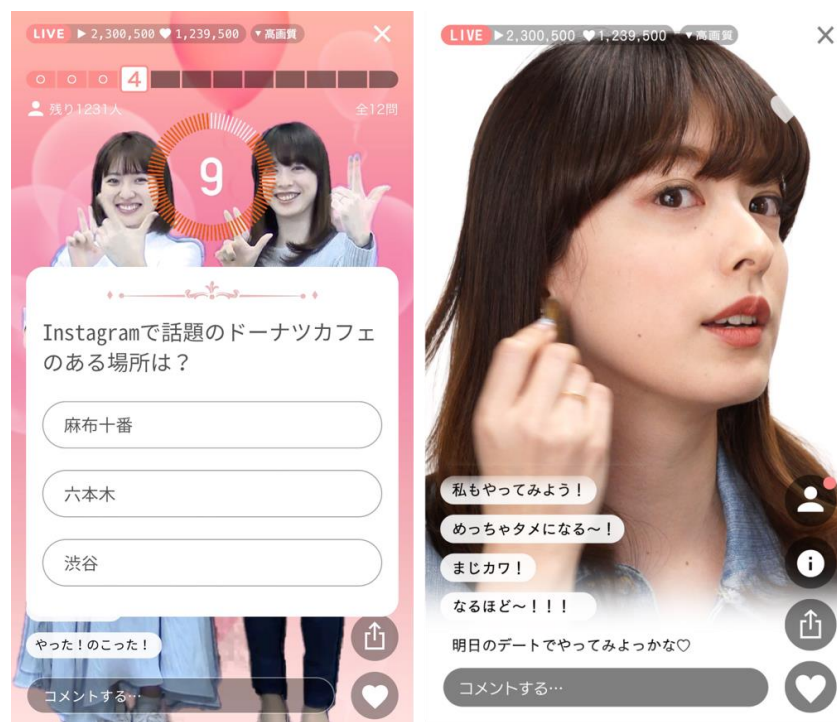 LIVE ▶ 2,300,500 ♥ 1,239,500 ▼高画質 ×
○ ○ ○ 4
残り1231人 全12問
9
Instagramで話題のドーナツカフェ
のある場所は？
麻布十番
六本木
渋谷
やった！のこった！
コメントする…
LIVE ▶ 2,300,500 ♥ 1,239,500 ▼高画質 ×
私もやってみよう！
めっちゃタメになる〜！
まじカワ！
なるほど〜！！！
明日のデートでやってみよっかな♡
コメントする…